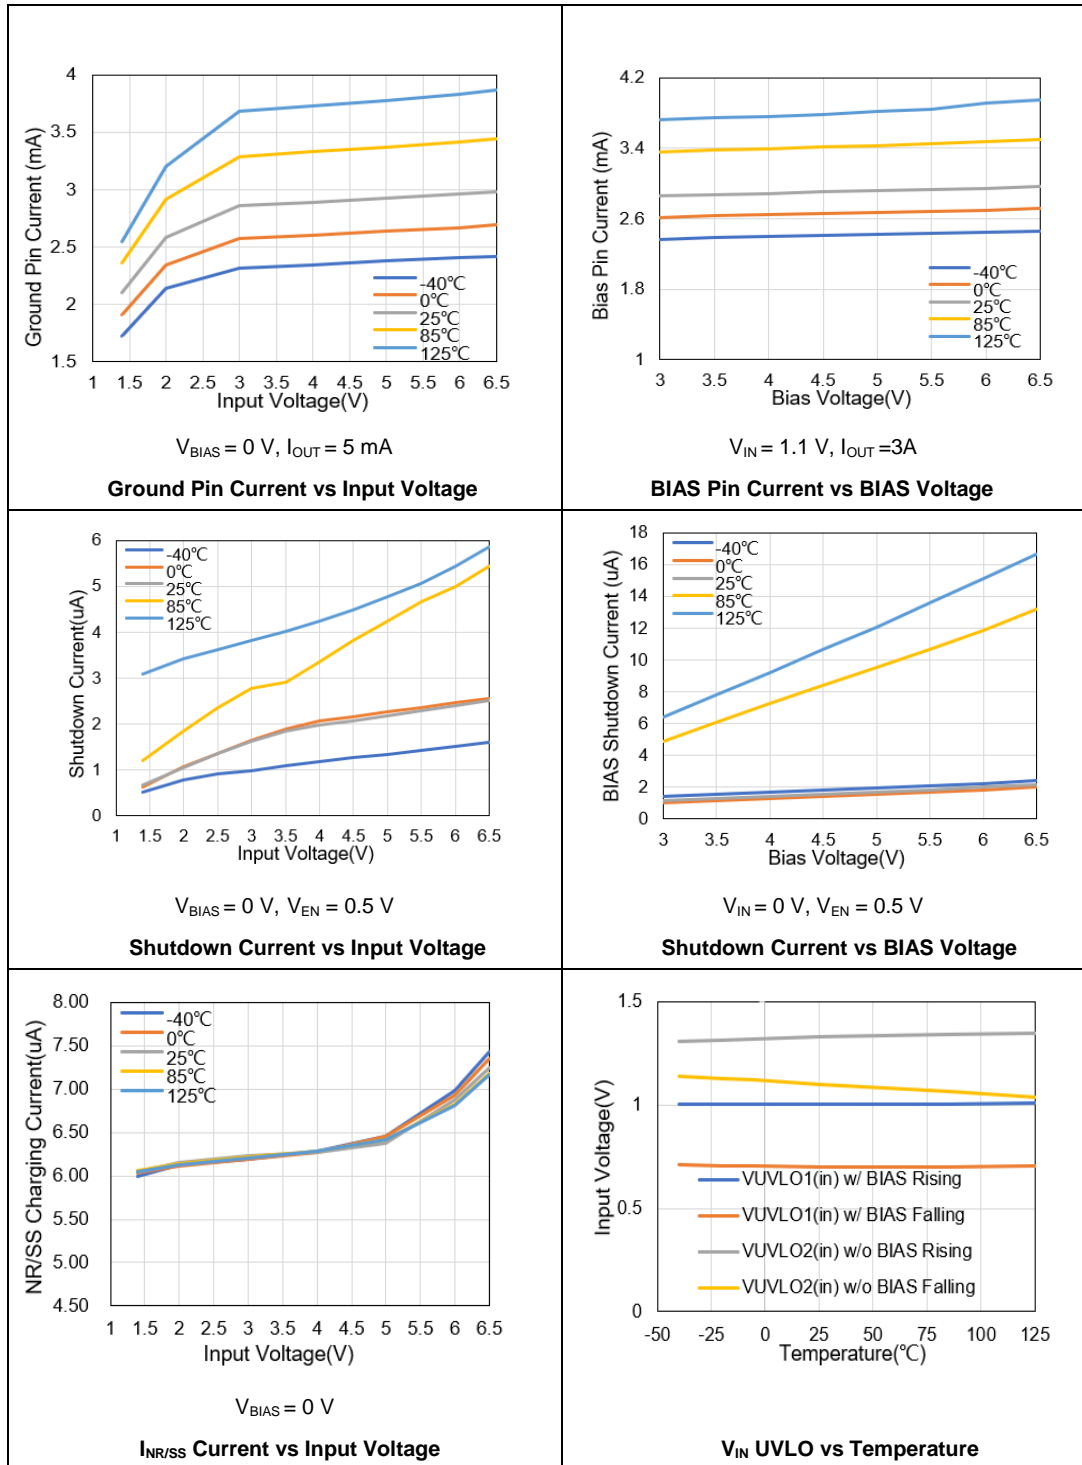 4
3.5
3
2.5
2
1.5
Ground Pin Current (mA)
-40℃
0℃
25℃
85℃
125℃
1 1.5 2 2.5 3 3.5 4 4.5 5 5.5 6 6.5
Input Voltage(V)
VBIAS = 0 V, IOUT = 5 mA
Ground Pin Current vs Input Voltage
4.2
3.4
2.6
1.8
1
Bias Pin Current (mA)
-40℃
0℃
25℃
85℃
125℃
3 3.5 4 4.5 5 5.5 6 6.5
Bias Voltage(V)
VIN = 1.1 V, IOUT =3A
BIAS Pin Current vs BIAS Voltage
6
5
4
3
2
1
0
Shutdown Current(uA)
-40℃
0℃
25℃
85℃
125℃
1 1.5 2 2.5 3 3.5 4 4.5 5 5.5 6 6.5
Input Voltage(V)
VBIAS = 0 V, VEN = 0.5 V
Shutdown Current vs Input Voltage
18
16
14
12
10
8
6
4
2
0
BIAS Shutdown Current (uA)
-40℃
0℃
25℃
85℃
125℃
3 3.5 4 4.5 5 5.5 6 6.5
Bias Voltage(V)
VIN = 0 V, VEN = 0.5 V
Shutdown Current vs BIAS Voltage
8.00
7.50
7.00
6.50
6.00
5.50
5.00
4.50
NR/SS Charging Current(uA)
-40℃
0℃
25℃
85℃
125℃
1 1.5 2 2.5 3 3.5 4 4.5 5 5.5 6 6.5
Input Voltage(V)
VBIAS = 0 V
INR/SS Current vs Input Voltage
1.5
1
0.5
0
Input Voltage(V)
VUVLO1(in) w/ BIAS Rising
VUVLO1(in) w/ BIAS Falling
VUVLO2(in) w/o BIAS Rising
VUVLO2(in) w/o BIAS Falling
-50 -25 0 25 50 75 100 125
Temperature(℃)
VIN UVLO vs Temperature